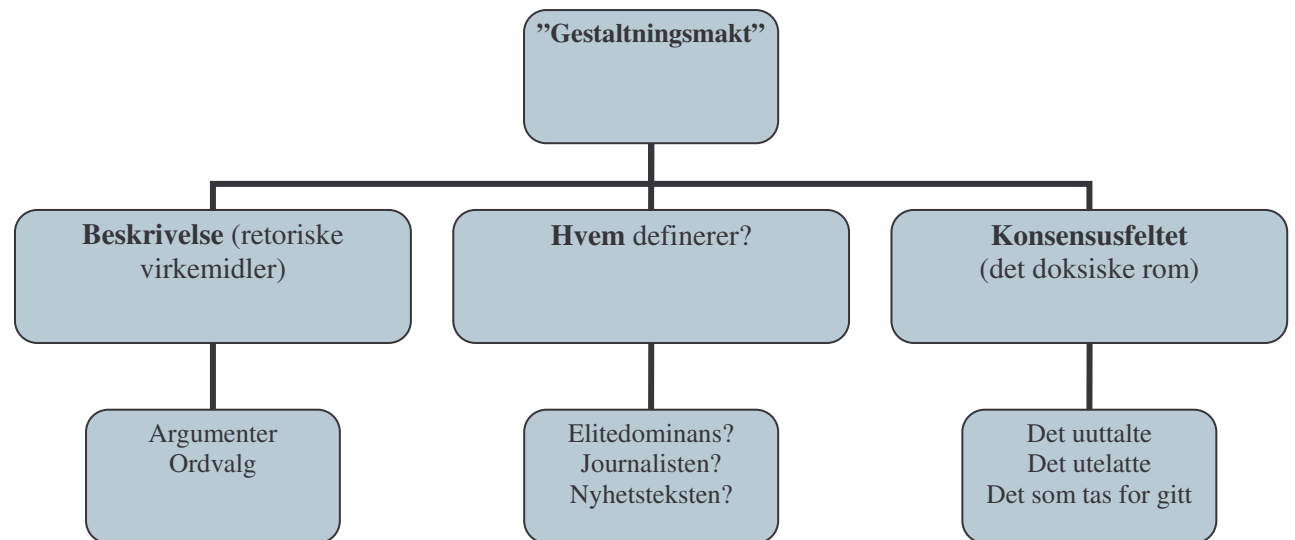 ”Gestaltningsmakt”
Beskrivelse (retoriske
virkemidler)
Hvem definerer?
Konsensusfeltet
(det doksiske rom)
Argumenter
Ordvalg
Elitedominans?
Journalisten?
Nyhetsteksten?
Det uuttalte
Det utelatte
Det som tas for gitt